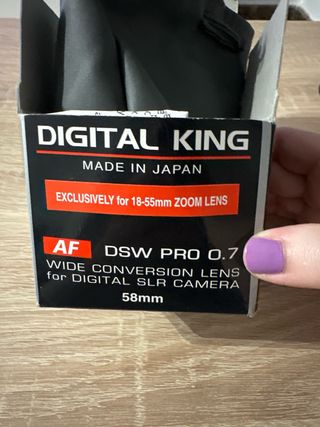 DIGITAL KING
MADE IN JAPAN
EXCLUSIVELY for 18-55mm ZOOM LENS
AF DSW PRO 0.7
WIDE CONVERSION LENS
for DIGITAL SLR CAMERA
58mm